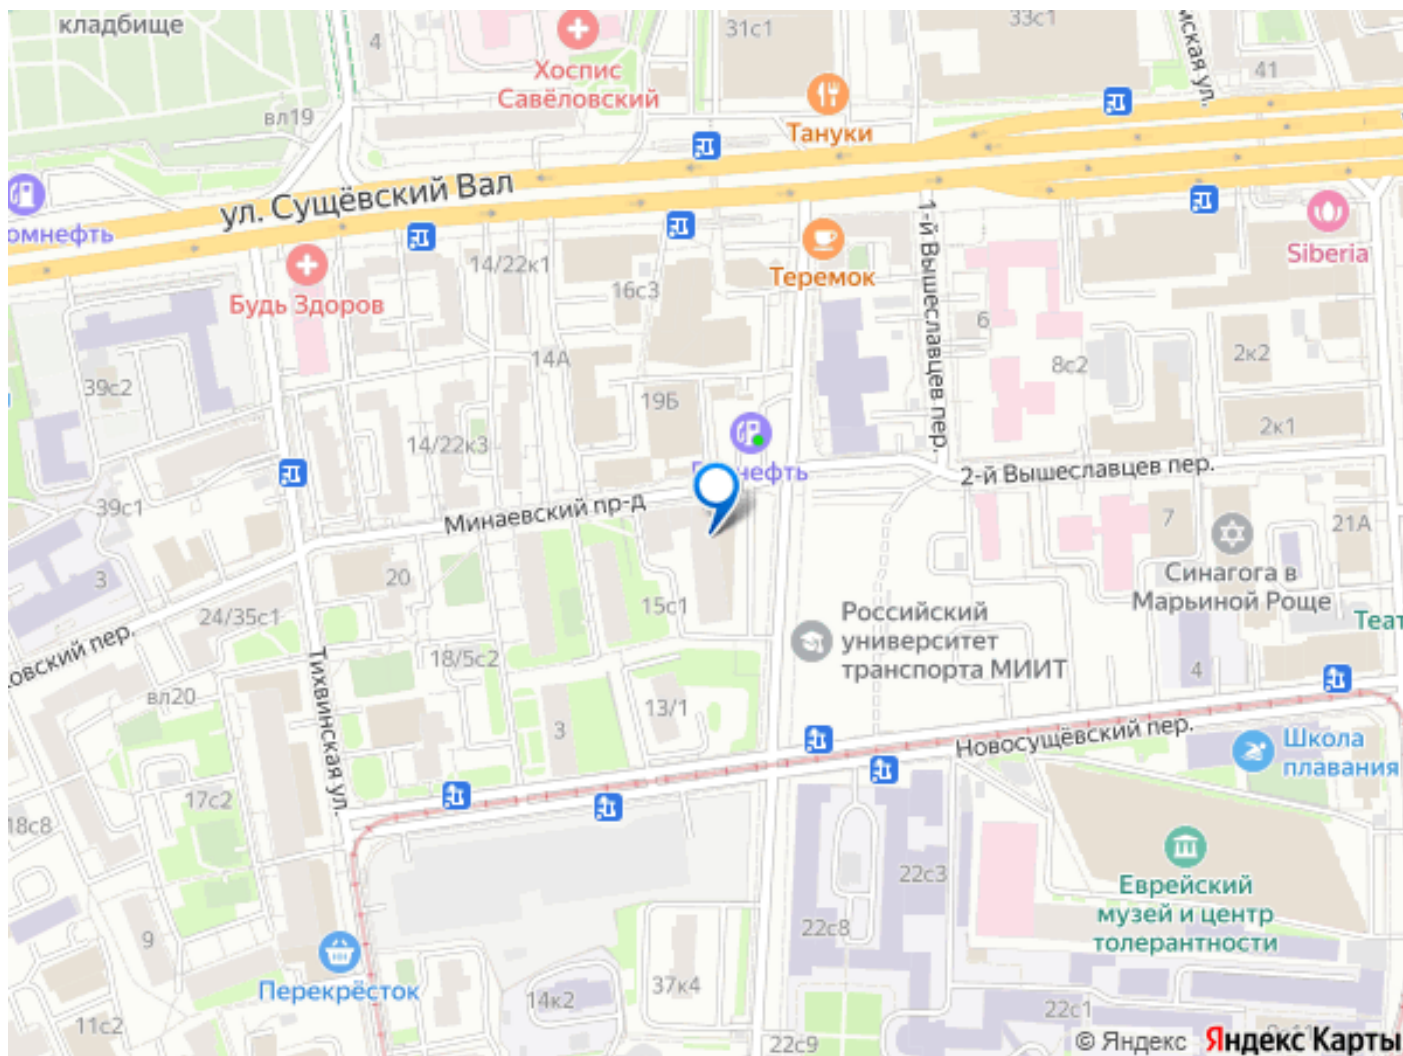 кладбище
4
31с1
33с1
мская ул.
41
Хоспис
Савёловский
вл19
Тануки
ул. Сущёвский Вал
омнефть
Будь Здоров
14/22к1
16с3
Теремок
1-й Вышеславцев пер.
Siberia
6
8с2
2к2
39с2
14А
19Б
14/22к3
2к1
нефть
2-й Вышеславцев пер.
39с1
Минаевский пр-д
7
21А
Синагога в
Марьиной Роще
3
20
24/35с1
15с1
Российский
университет
транспорта МИИТ
Теат
овский пер.
18/5с2
4
вл20
Тихвинская ул.
13/1
3
Новосущёвский пер.
Школа
плавания
17с2
18с8
22с3
Еврейский
музей и центр
толерантности
22с8
9
Перекрёсток
37к4
14к2
11с2
22с1
22с9
© Яндекс Яндекс Карты